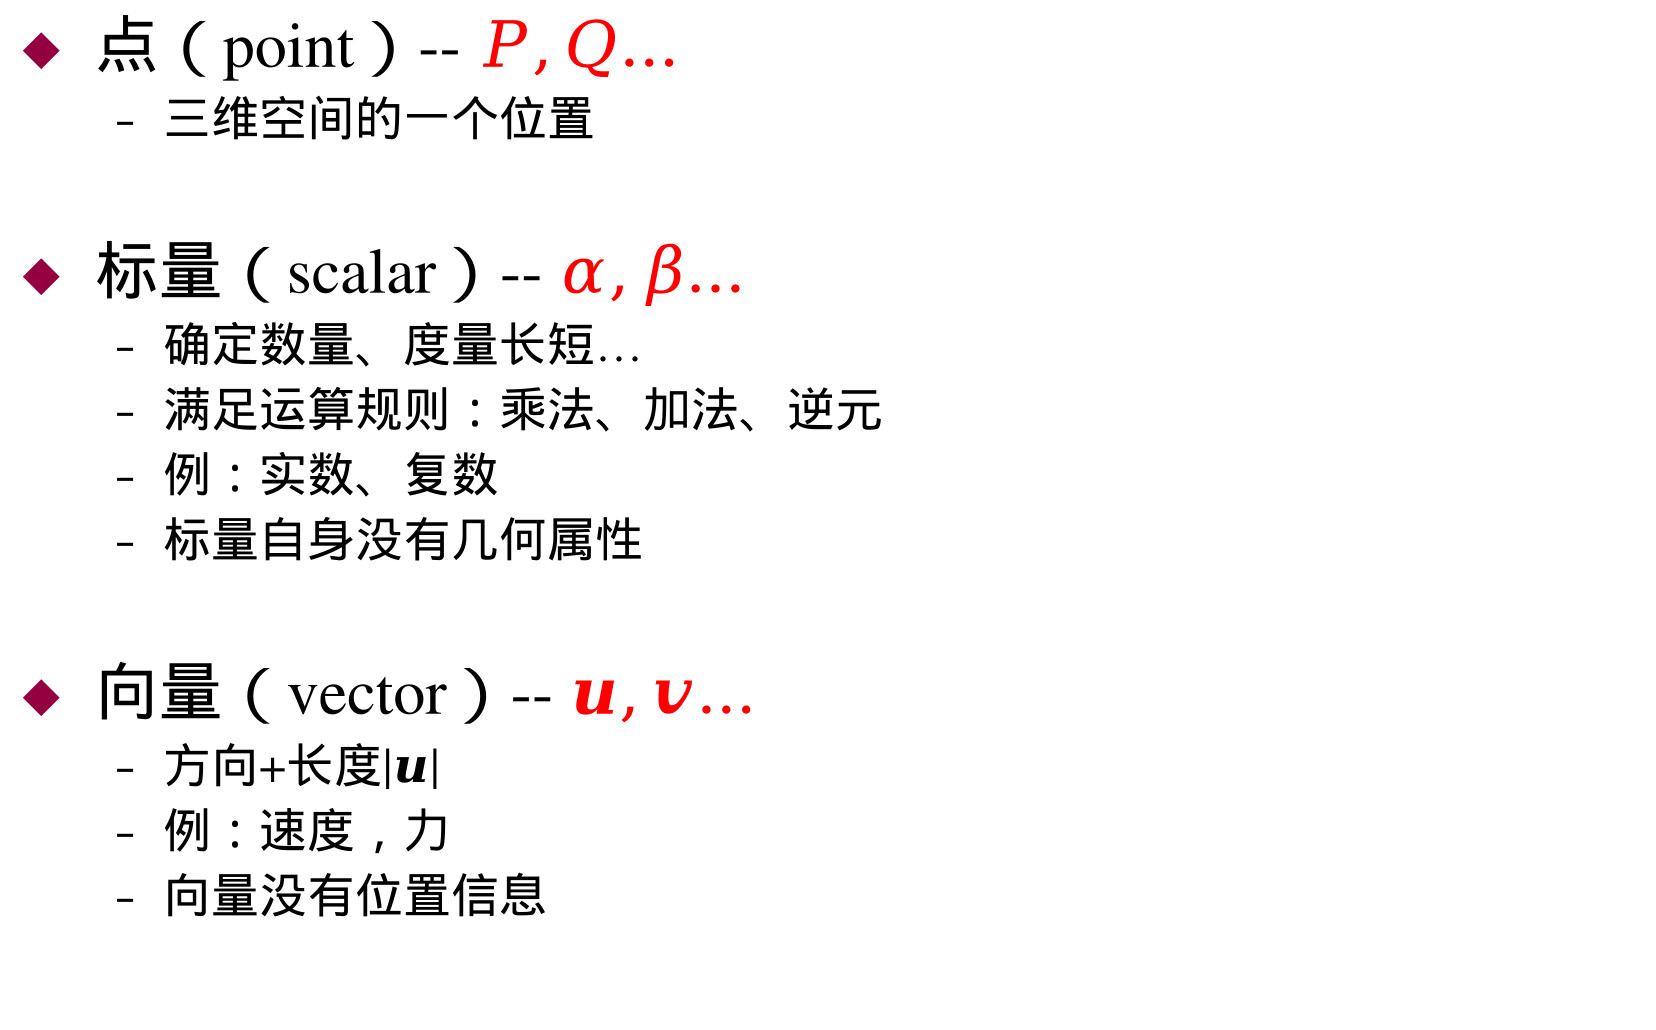 ◆ 点（point）-- P, Q…
– 三维空间的一个位置
◆ 标量（scalar）-- α, β…
– 确定数量、度量长短…
– 满足运算规则：乘法、加法、逆元
– 例：实数、复数
– 标量自身没有几何属性
◆ 向量（vector）-- u, v…
– 方向+长度|u|
– 例：速度，力
– 向量没有位置信息